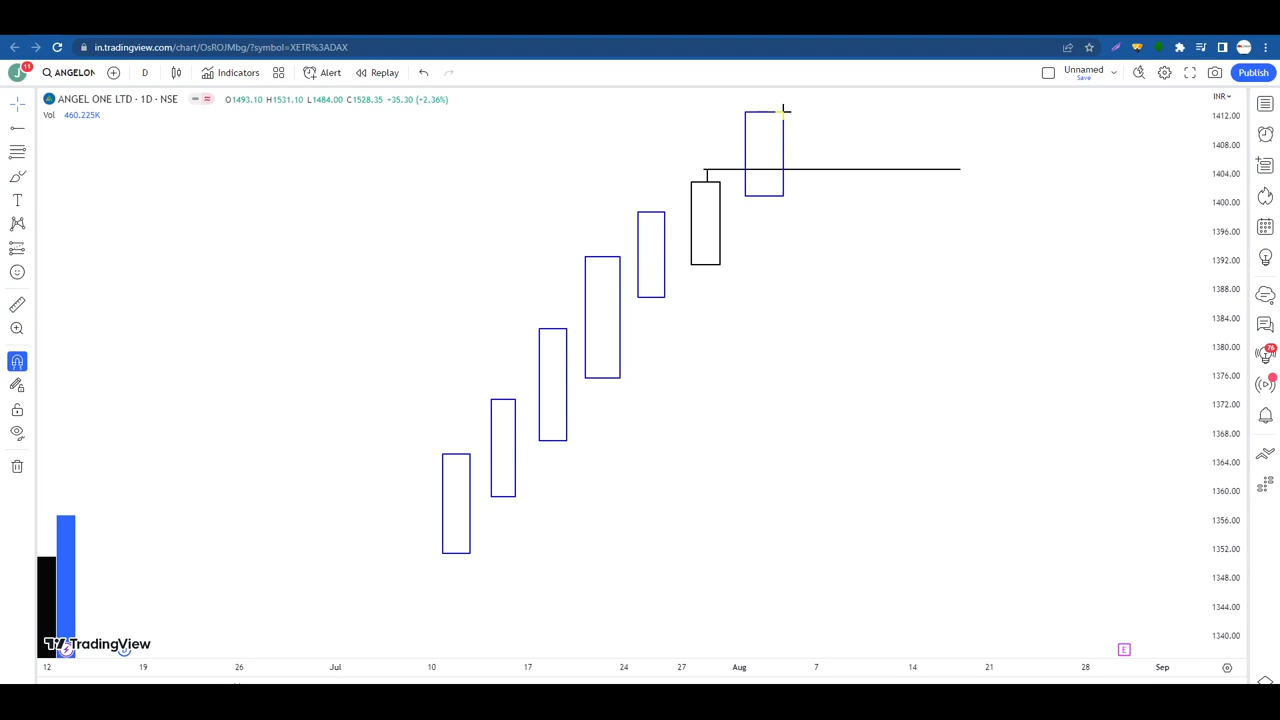 in.tradingview.com/chart/OsROJMbg/?symbol=XETR%3ADAX
J 11 ANGELON D Indicators Alert Replay Unnamed Save Publish
ANGEL ONE LTD · 1D · NSE O1493.10 H1531.10 L1484.00 C1528.35 +35.30 (+2.36%) INR
Vol 460.225K
1412.00
1408.00
1404.00
1400.00
1396.00
1392.00
1388.00
1384.00
1380.00
76
1376.00
1372.00
1368.00
1364.00
1360.00
1356.00
1352.00
1348.00
1344.00
1340.00
TradingView
E
12 19 26 Jul 10 17 24 27 Aug 7 14 21 28 Sep